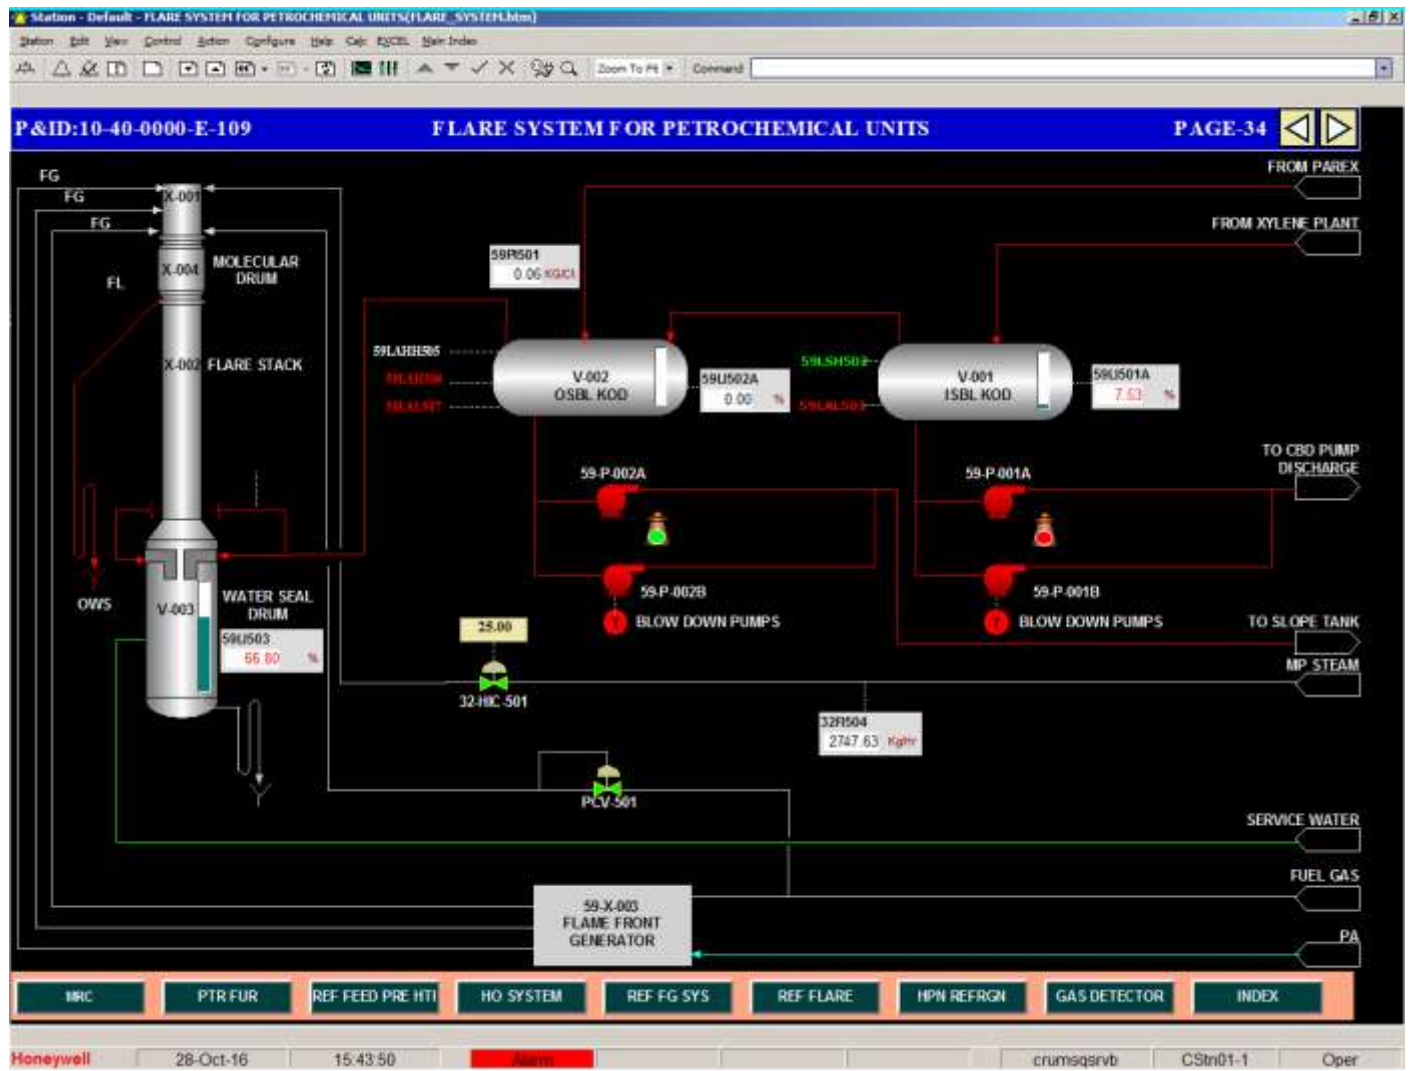 Station - Default - FLARE SYSTEM FOR PETROCHEMICAL UNITS(FLARE_SYSTEM.htm)
Station Edit View Control Action Configure Help Calc EXCEL Main Index
Zoom To Fit Command
P&ID:10-40-0000-E-109 FLARE SYSTEM FOR PETROCHEMICAL UNITS PAGE-34
FROM PAREX
FG
X-001
FG
FG
FROM XYLENE PLANT
59PI501
0.06
MOLECULAR
DRUM
X-004
FL
59LAHH505
X-002 FLARE STACK
V-002
OSBL KOD
59LI502A
0.00 %
59LSH502
V-001
ISBL KOD
59LI501A
7.53 %
TO CBD PUMP
DISCHARGE
59-P-002A
59-P-001A
59-P-002B
59-P-001B
OWS
V-003
WATER SEAL
DRUM
59LI503
66.80 %
25.00
BLOW DOWN PUMPS
BLOW DOWN PUMPS
TO SLOPE TANK
MP STEAM
32-HIC-501
32FI504
2747.63 Kg/Hr
PCV-501
SERVICE WATER
FUEL GAS
59-X-003
FLAME FRONT
GENERATOR
PA
PTR FUR REF FEED PRE HTI HO SYSTEM REF FG SYS REF FLARE HPN REFRGN GAS DETECTOR INDEX
Honeywell 28-Oct-16 15:43:50 Alarm crumsqsrvb CStn01-1 Oper